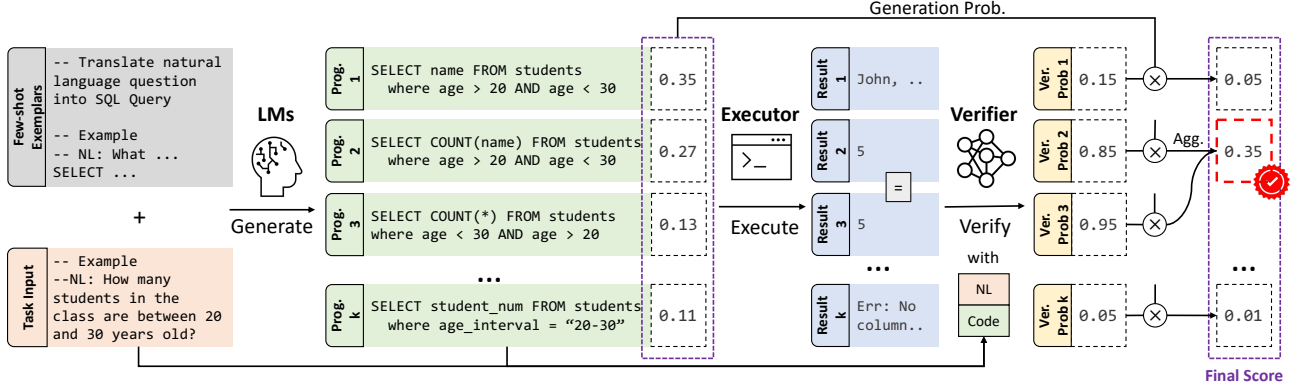 Generation Prob.
Few-shot
Exemplars
-- Translate natural
language question
into SQL Query
-- Example
-- NL: What ...
SELECT ...
+
Task Input
-- Example
--NL: How many
students in the
class are between 20
and 30 years old?
LMs
Generate
Prog.
1
SELECT name FROM students
where age > 20 AND age < 30
0.35
Prog.
2
SELECT COUNT(name) FROM students
where age > 20 AND age < 30
0.27
Prog.
3
SELECT COUNT(*) FROM students
where age < 30 AND age > 20
0.13
...
Prog.
k
SELECT student_num FROM students
where age_interval = “20-30”
0.11
Executor
>_
Execute
Result
1
John, ..
Result
2
5
=
Result
3
5
...
Result
k
Err: No
column..
Verifier
Verify
with
NL
Code
Ver.
Prob 1
0.15
Ver.
Prob 2
0.85
Ver.
Prob 3
0.95
Ver.
Prob k
0.05
×
×
×
×
Agg.
0.05
0.35
...
0.01
Final Score